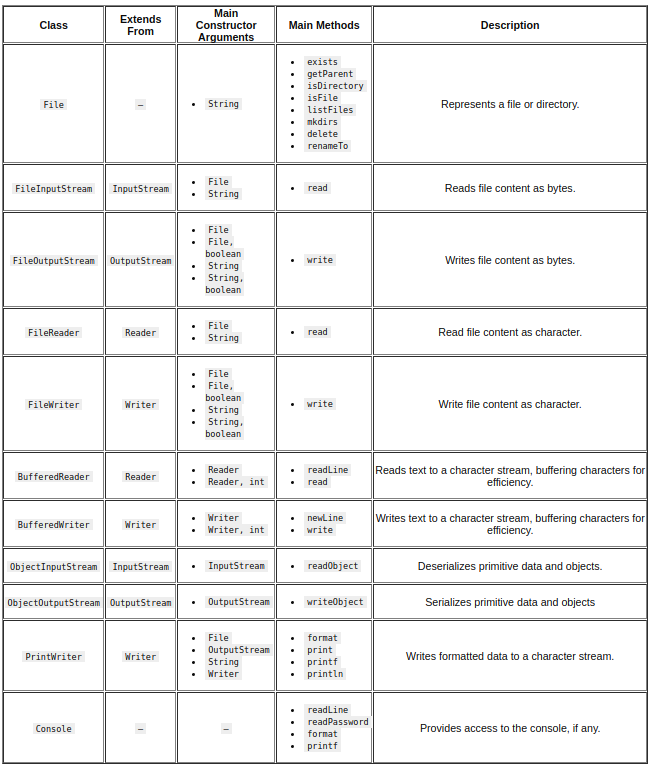 Class
Extends
From
Main
Constructor
Arguments
Main Methods
Description
File
–
String
exists
getParent
isDirectory
isFile
listFiles
mkdirs
delete
renameTo
Represents a file or directory.
FileInputStream
InputStream
File
String
read
Reads file content as bytes.
FileOutputStream
OutputStream
File
File,
boolean
String
String,
boolean
write
Writes file content as bytes.
FileReader
Reader
File
String
read
Read file content as character.
FileWriter
Writer
File
File,
boolean
String
String,
boolean
write
Write file content as character.
BufferedReader
Reader
Reader
Reader, int
readLine
read
Reads text to a character stream, buffering characters for
efficiency.
BufferedWriter
Writer
Writer
Writer, int
newLine
write
Writes text to a character stream, buffering characters for
efficiency.
ObjectInputStream
InputStream
InputStream
readObject
Deserializes primitive data and objects.
ObjectOutputStream
OutputStream
OutputStream
writeObject
Serializes primitive data and objects
PrintWriter
Writer
File
OutputStream
String
Writer
format
print
printf
println
Writes formatted data to a character stream.
Console
–
–
readLine
readPassword
format
printf
Provides access to the console, if any.